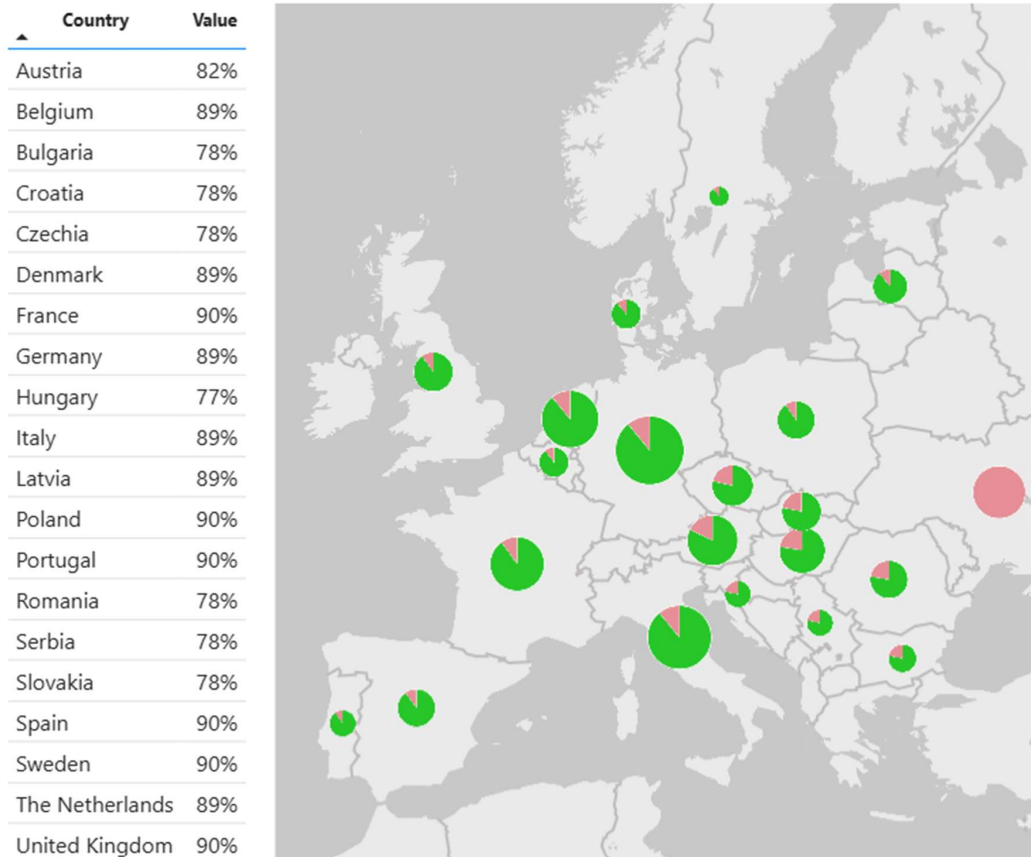 Country Value
Austria 82%
Belgium 89%
Bulgaria 78%
Croatia 78%
Czechia 78%
Denmark 89%
France 90%
Germany 89%
Hungary 77%
Italy 89%
Latvia 89%
Poland 90%
Portugal 90%
Romania 78%
Serbia 78%
Slovakia 78%
Spain 90%
Sweden 90%
The Netherlands 89%
United Kingdom 90%